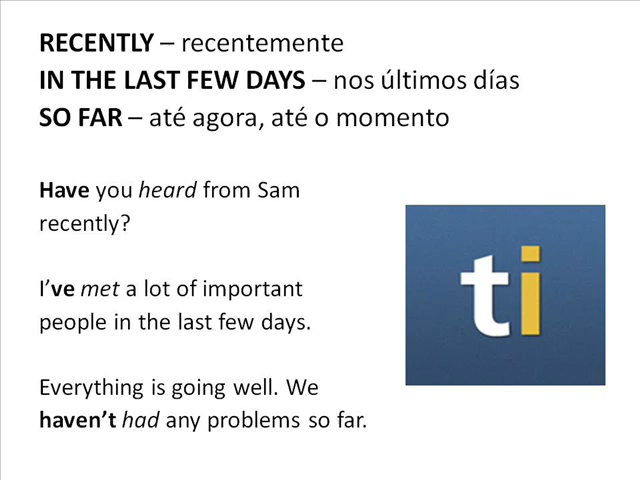 RECENTLY – recentemente
IN THE LAST FEW DAYS – nos últimos días
SO FAR – até agora, até o momento
Have you heard from Sam
recently?
I've met a lot of important
people in the last few days.
Everything is going well. We
haven't had any problems so far.
ti